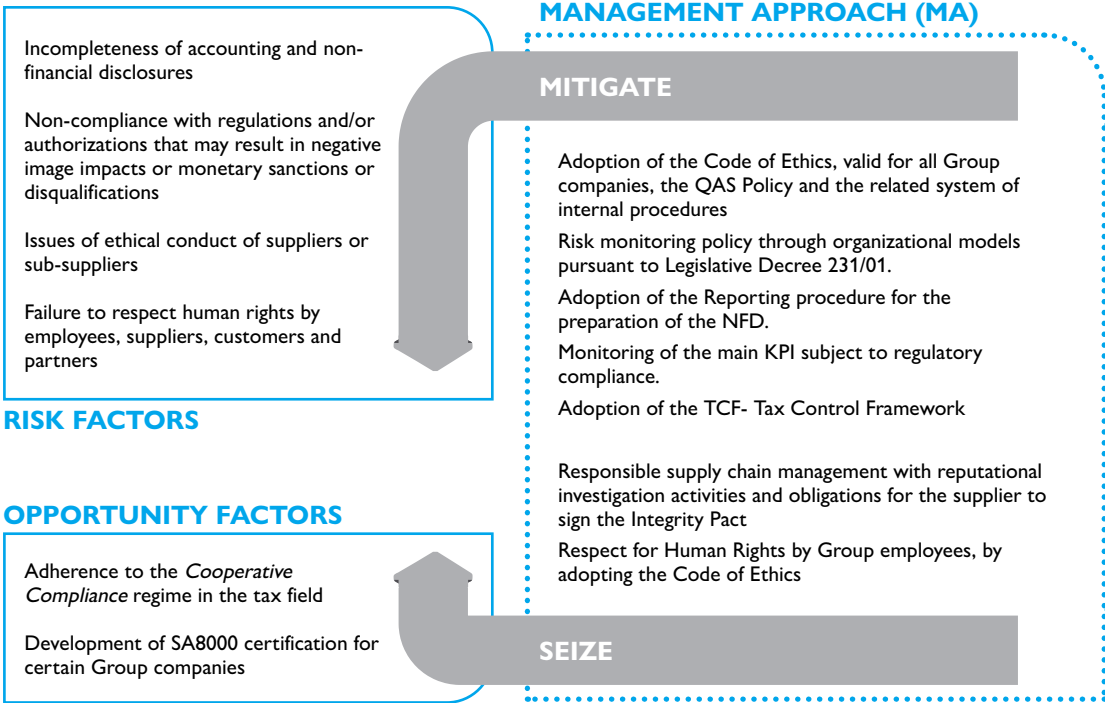 Incompleteness of accounting and non-
financial disclosures
Non-compliance with regulations and/or
authorizations that may result in negative
image impacts or monetary sanctions or
disqualifications
Issues of ethical conduct of suppliers or
sub-suppliers
Failure to respect human rights by
employees, suppliers, customers and
partners
RISK FACTORS
OPPORTUNITY FACTORS
Adherence to the Cooperative
Compliance regime in the tax field
Development of SA8000 certification for
certain Group companies
MANAGEMENT APPROACH (MA)
MITIGATE
Adoption of the Code of Ethics, valid for all Group
companies, the QAS Policy and the related system of
internal procedures
Risk monitoring policy through organizational models
pursuant to Legislative Decree 231/01.
Adoption of the Reporting procedure for the
preparation of the NFD.
Monitoring of the main KPI subject to regulatory
compliance.
Adoption of the TCF- Tax Control Framework
Responsible supply chain management with reputational
investigation activities and obligations for the supplier to
sign the Integrity Pact
Respect for Human Rights by Group employees, by
adopting the Code of Ethics
SEIZE